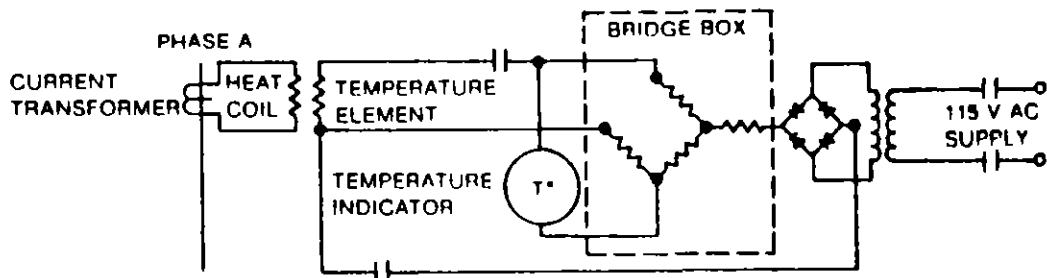 PHASE A
BRIDGE BOX
CURRENT
TRANSFORMER
HEAT
COIL
TEMPERATURE
ELEMENT
115 V AC
SUPPLY
TEMPERATURE
INDICATOR
T°